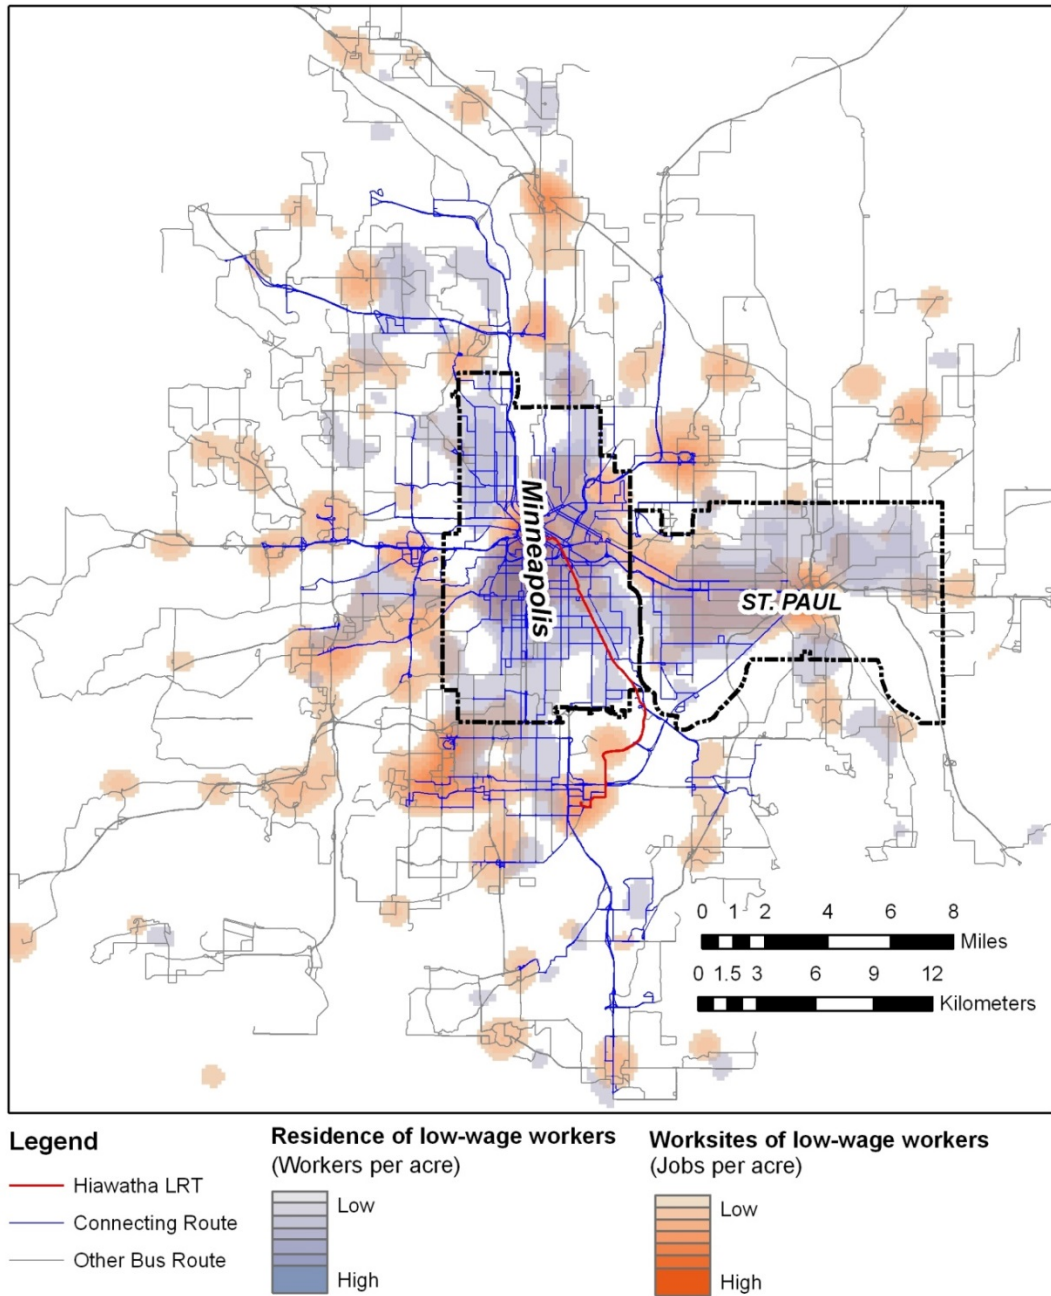 Minneapolis
ST. PAUL
0 1 2 4 6 8
Miles
0 1.5 3 6 9 12
Kilometers
Legend
Hiawatha LRT
Connecting Route
Other Bus Route
Residence of low-wage workers
(Workers per acre)
Low
High
Worksites of low-wage workers
(Jobs per acre)
Low
High